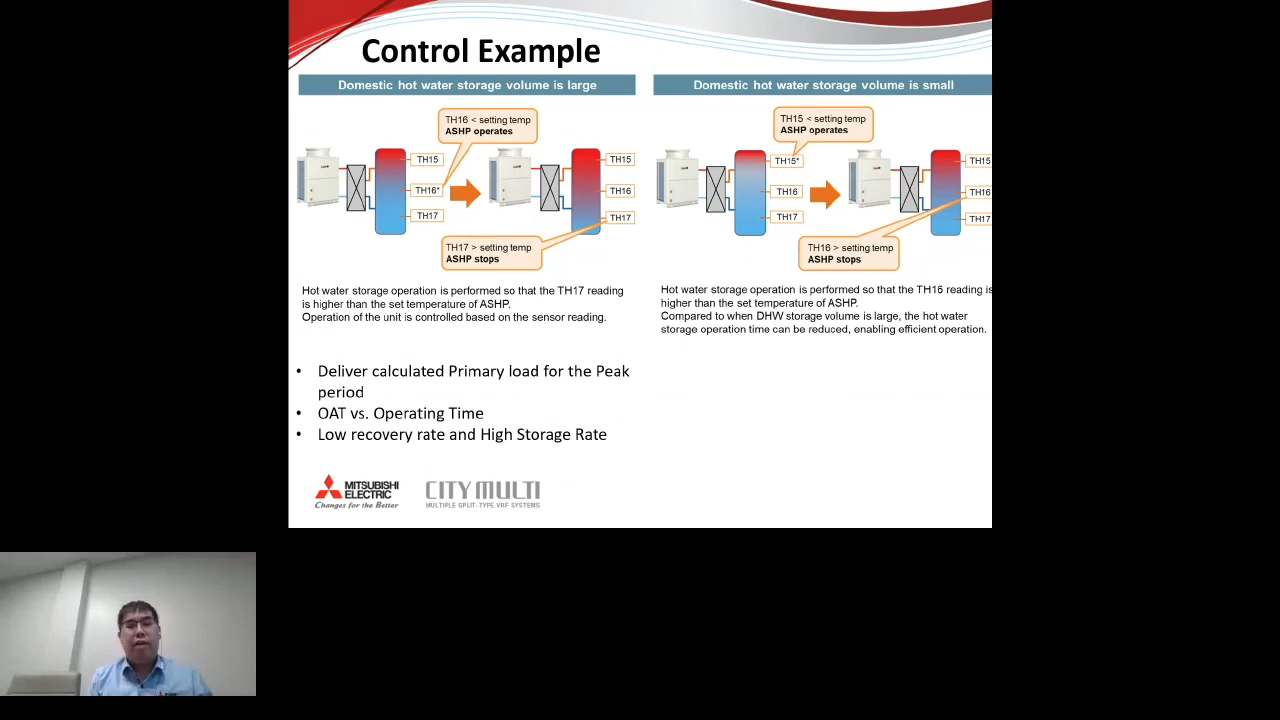 Control Example
Domestic hot water storage volume is large
TH16 < setting temp
ASHP operates
TH15
TH16*
TH17
TH15
TH16
TH17
TH17 > setting temp
ASHP stops
Hot water storage operation is performed so that the TH17 reading
is higher than the set temperature of ASHP.
Operation of the unit is controlled based on the sensor reading.
Domestic hot water storage volume is small
TH15 < setting temp
ASHP operates
TH15*
TH16
TH17
TH15
TH16
TH17
TH16 > setting temp
ASHP stops
Hot water storage operation is performed so that the TH16 reading is
higher than the set temperature of ASHP.
Compared to when DHW storage volume is large, the hot water
storage operation time can be reduced, enabling efficient operation.
• Deliver calculated Primary load for the Peak
period
• OAT vs. Operating Time
• Low recovery rate and High Storage Rate
MITSUBISHI
ELECTRIC
Changes for the Better
CITY MULTI
MULTIPLE SPLIT-TYPE VRF SYSTEMS